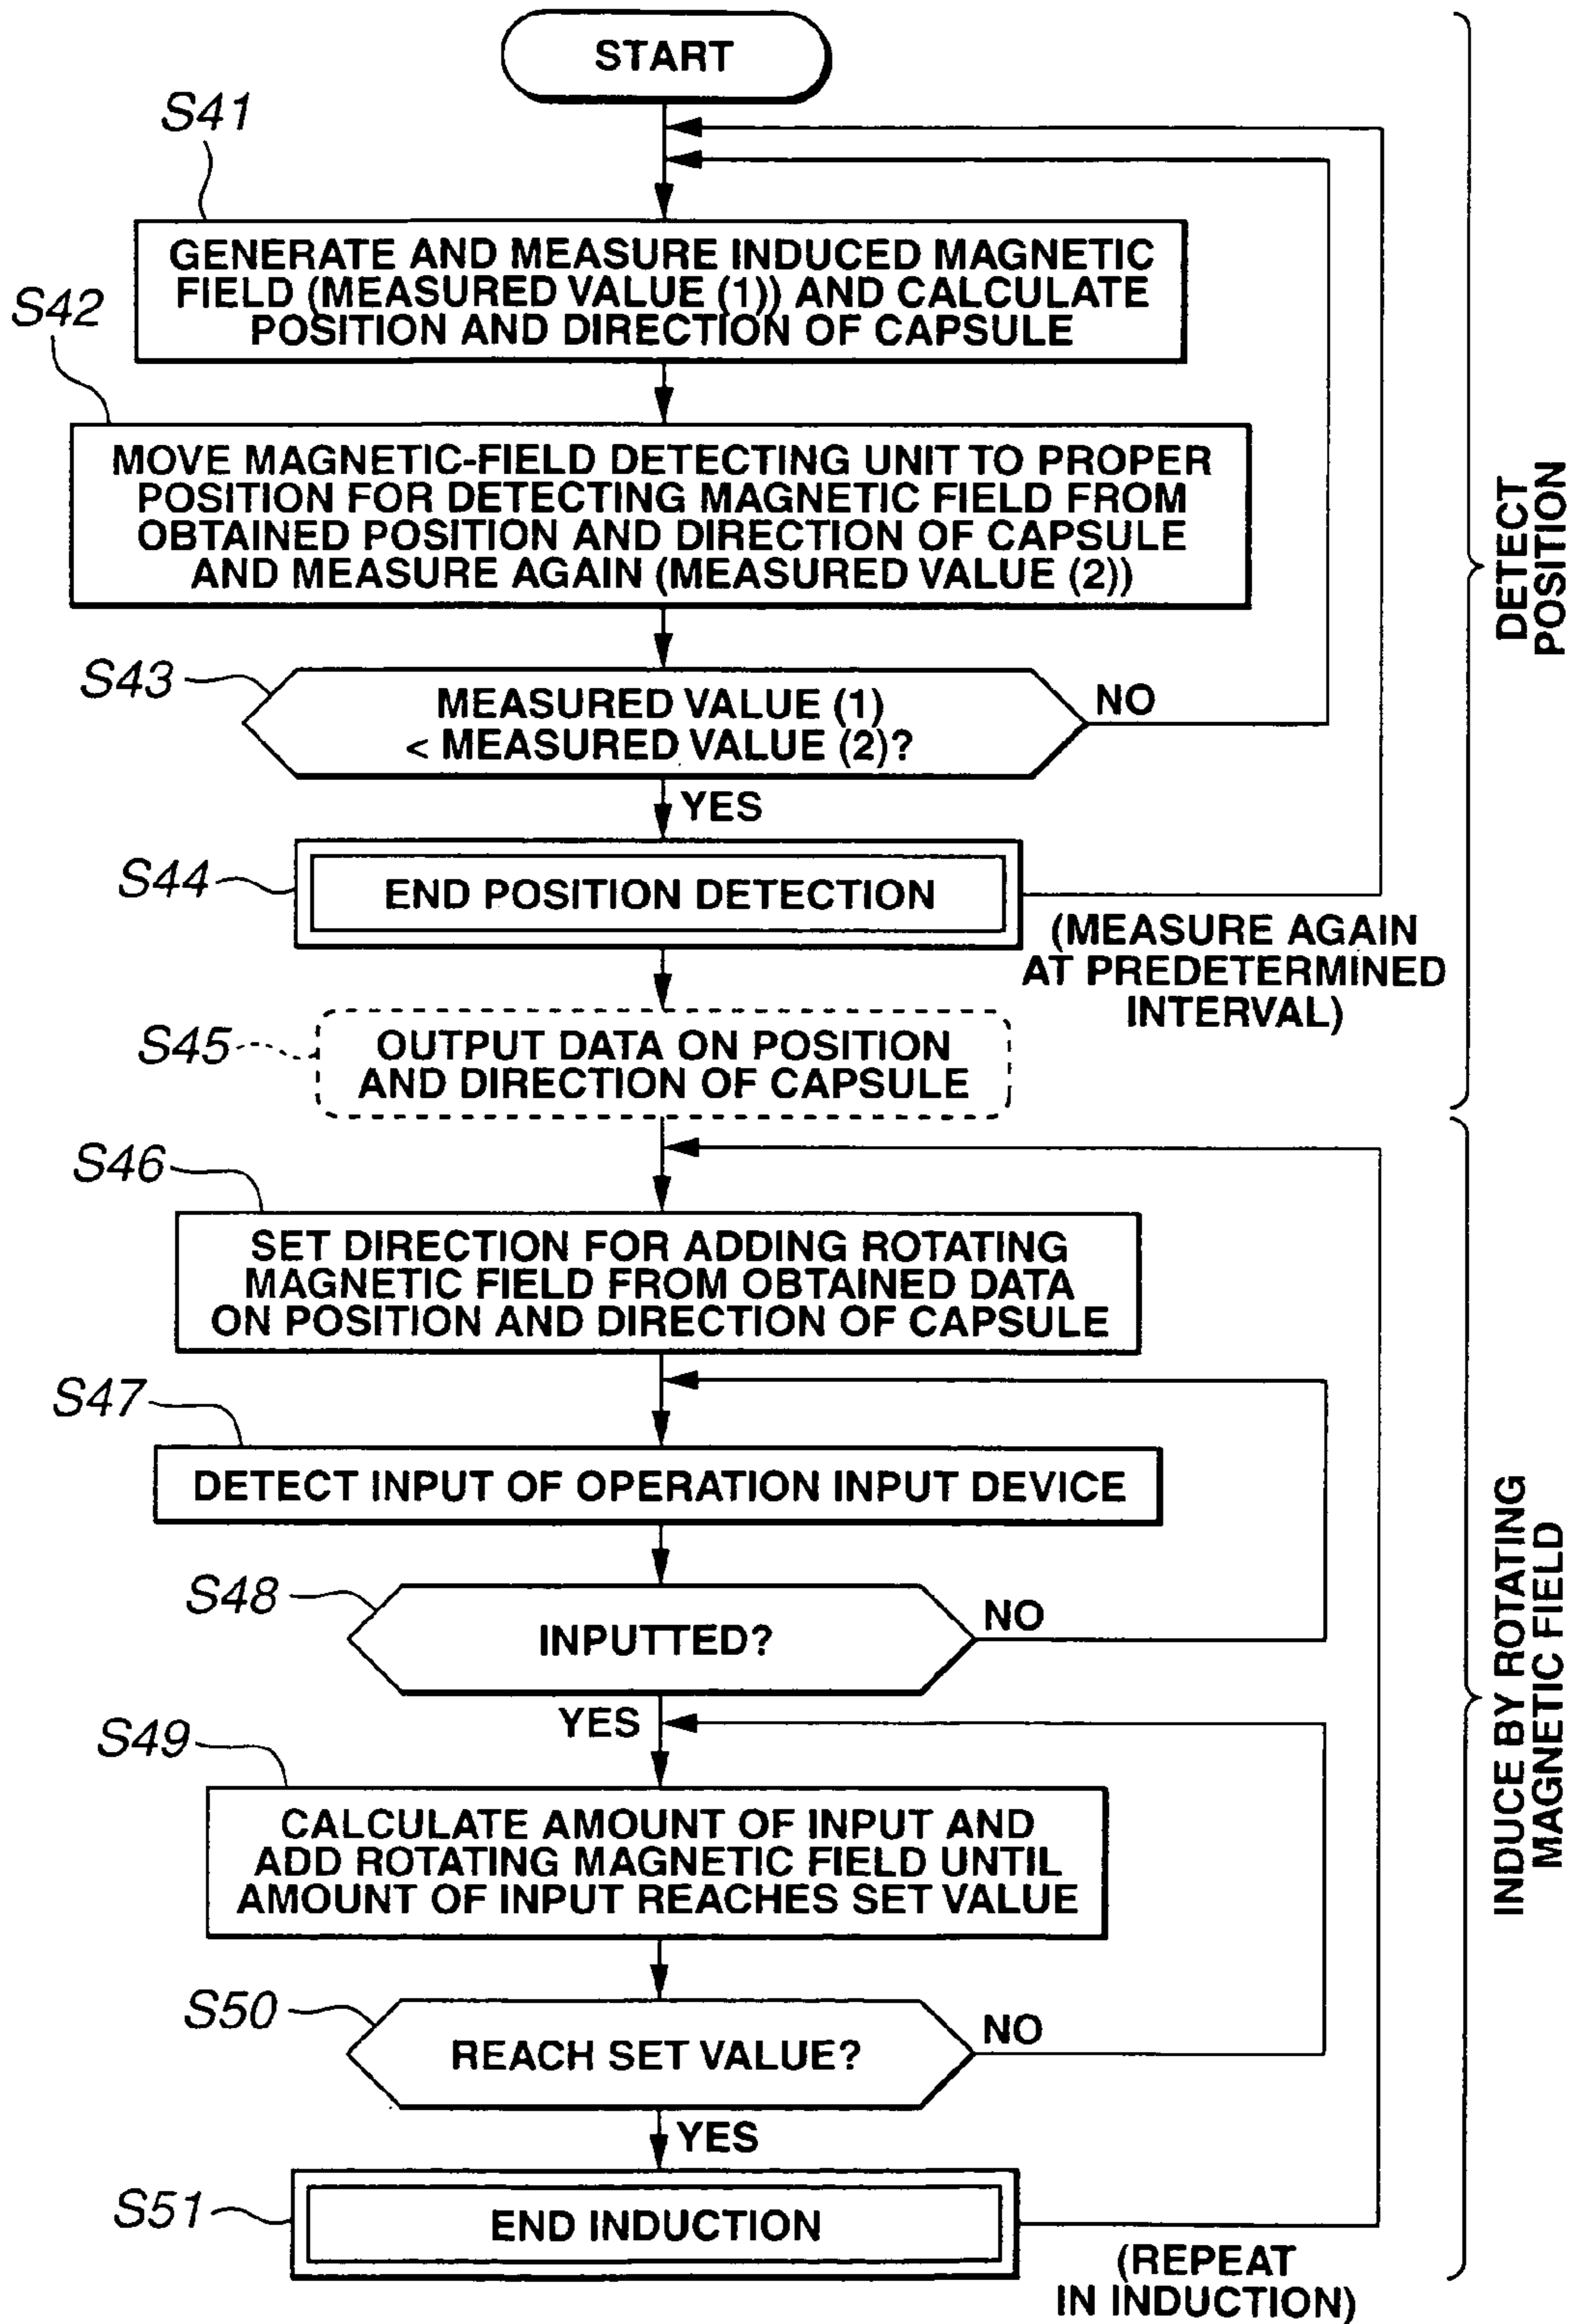 START
S41
GENERATE AND MEASURE INDUCED MAGNETIC
FIELD (MEASURED VALUE (1)) AND CALCULATE
POSITION AND DIRECTION OF CAPSULE
S42
MOVE MAGNETIC-FIELD DETECTING UNIT TO PROPER
POSITION FOR DETECTING MAGNETIC FIELD FROM
OBTAINED POSITION AND DIRECTION OF CAPSULE
AND MEASURE AGAIN (MEASURED VALUE (2))
S43
MEASURED VALUE (1)
< MEASURED VALUE (2)?
NO
YES
S44
END POSITION DETECTION
(MEASURE AGAIN
AT PREDETERMINED
INTERVAL)
S45
OUTPUT DATA ON POSITION
AND DIRECTION OF CAPSULE
DETECT
POSITION
S46
SET DIRECTION FOR ADDING ROTATING
MAGNETIC FIELD FROM OBTAINED DATA
ON POSITION AND DIRECTION OF CAPSULE
S47
DETECT INPUT OF OPERATION INPUT DEVICE
S48
INPUTTED?
NO
YES
S49
CALCULATE AMOUNT OF INPUT AND
ADD ROTATING MAGNETIC FIELD UNTIL
AMOUNT OF INPUT REACHES SET VALUE
S50
REACH SET VALUE?
NO
YES
S51
END INDUCTION
(REPEAT
IN INDUCTION)
INDUCE BY ROTATING
MAGNETIC FIELD